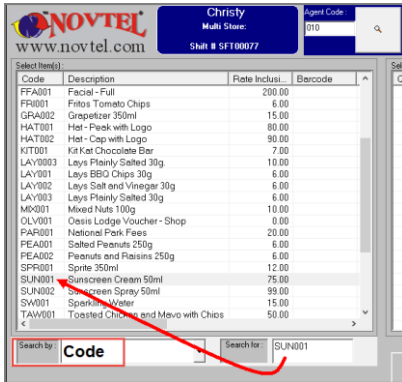 NOVTEL
www.novtel.com
Christy
Multi Store:
Shift # SFT00077
Agent Code :
010
Select Item(s) :
Sel
Code Description Rate Inclusi... Barcode
FFA001 Facial - Full 200.00
FRI001 Fritos Tomato Chips 6.00
GRA002 Grapetizer 350ml 15.00
HAT001 Hat - Peak with Logo 80.00
HAT002 Hat - Cap with Logo 90.00
KIT001 Kit Kat Chocolate Bar 7.00
LAY0003 Lays Plainly Salted 30g. 10.00
LAY001 Lays BBQ Chips 30g 6.00
LAY002 Lays Salt and Vinegar 30g 6.00
LAY003 Lays Plainly Salted 30g 6.00
MIX001 Mixed Nuts 100g 10.00
OLV001 Oasis Lodge Voucher - Shop 0.00
PAR001 National Park Fees 20.00
PEA001 Salted Peanuts 250g 6.00
PEA002 Peanuts and Raisins 250g 6.00
SPR001 Sprite 350ml 12.00
SUN001 Sunscreen Cream 50ml 75.00
SUN002 Sunscreen Spray 50ml 99.00
SW001 Sparkling Water 15.00
TAW001 Toasted Chicken and Mayo with Chips 50.00
Search by : Code Search for : SUN001